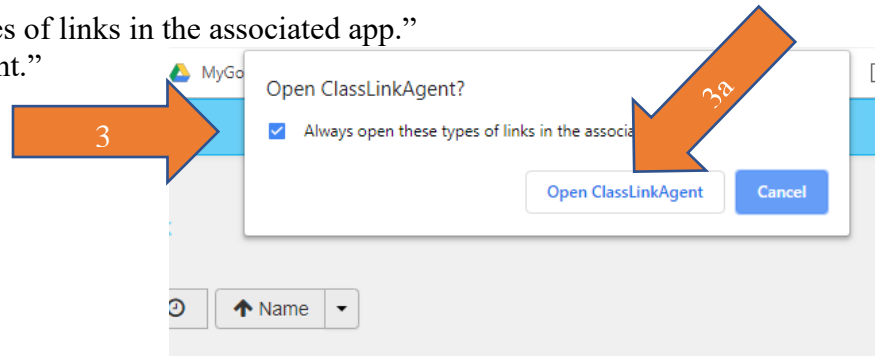 es of links in the associated app.”
nt.”
MyGo
Open ClassLinkAgent?
3a
3
Always open these types of links in the associa
Open ClassLinkAgent Cancel
Name